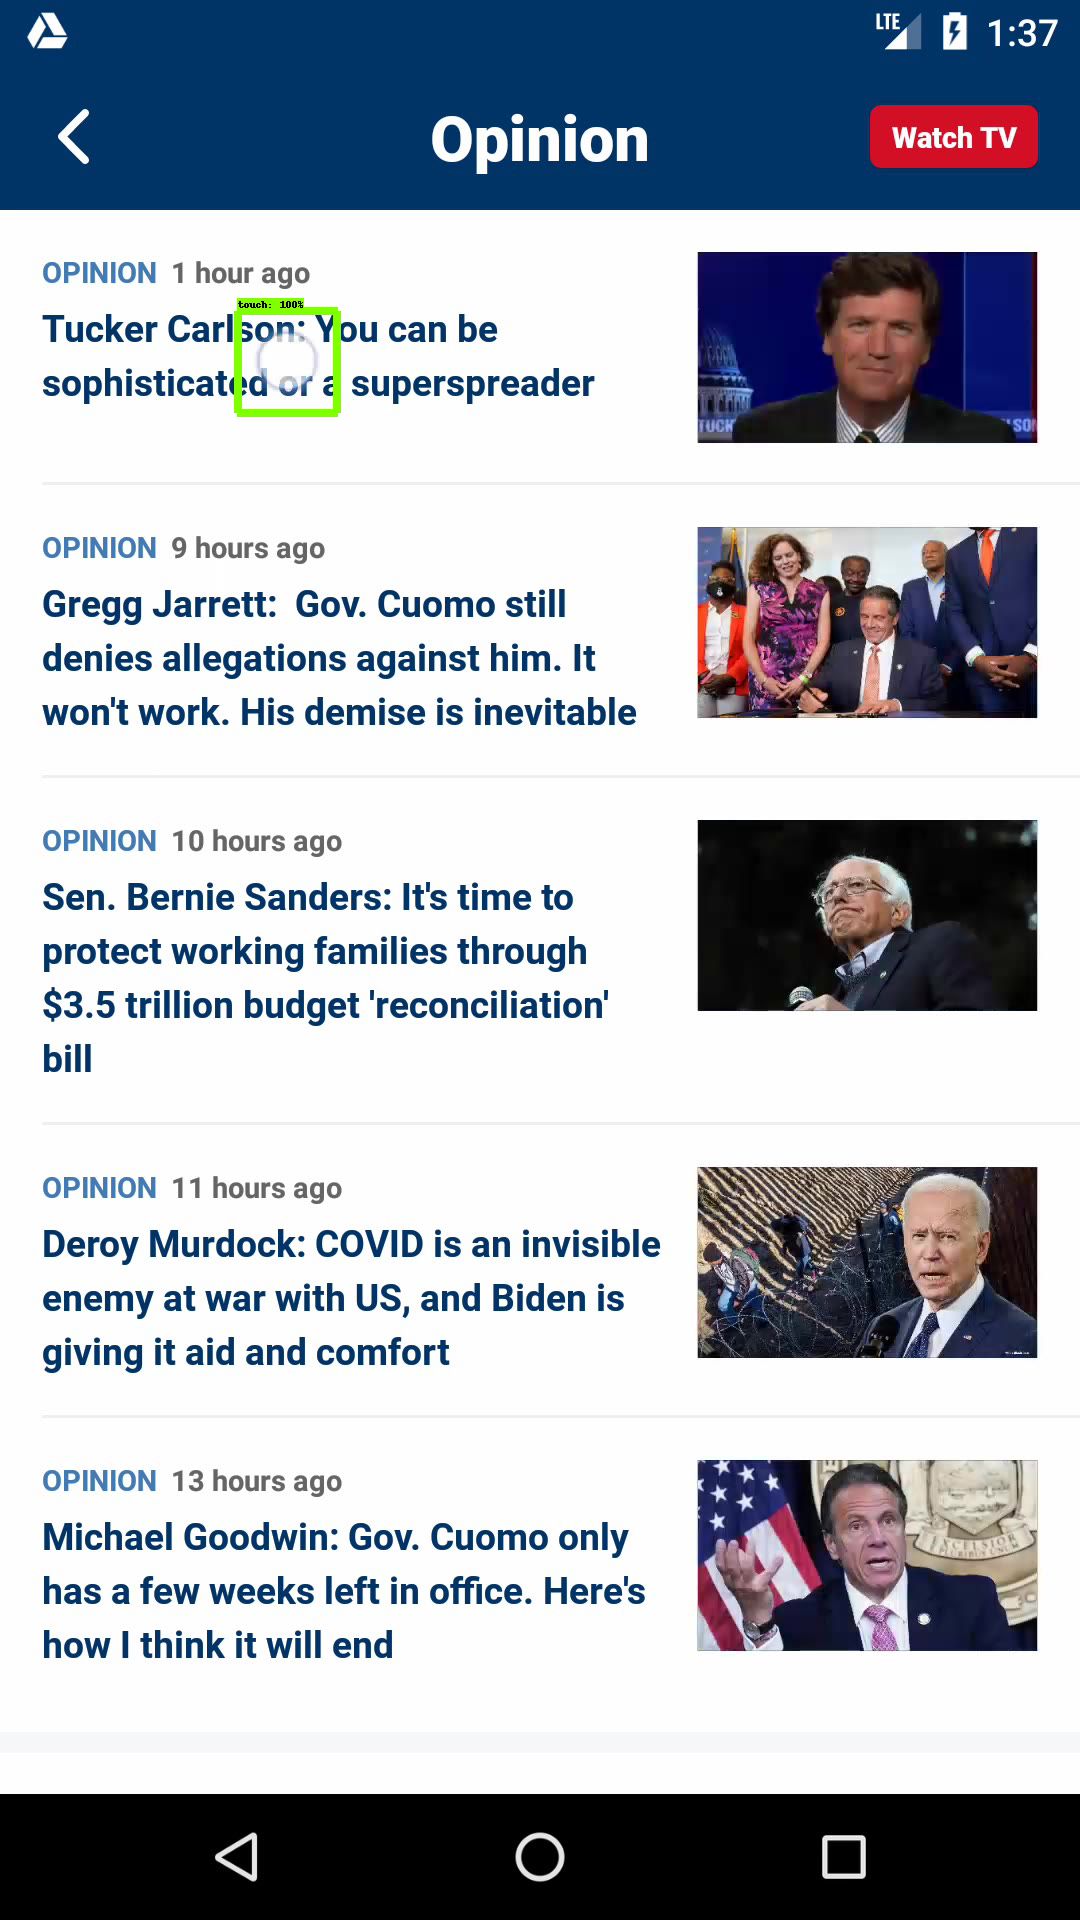 LTE 1:37
Opinion
Watch TV
OPINION 1 hour ago
touch: 100%
Tucker Carlson: You can be
sophisticated or a superspreader
OPINION 9 hours ago
Gregg Jarrett: Gov. Cuomo still
denies allegations against him. It
won't work. His demise is inevitable
OPINION 10 hours ago
Sen. Bernie Sanders: It's time to
protect working families through
$3.5 trillion budget 'reconciliation'
bill
OPINION 11 hours ago
Deroy Murdock: COVID is an invisible
enemy at war with US, and Biden is
giving it aid and comfort
OPINION 13 hours ago
Michael Goodwin: Gov. Cuomo only
has a few weeks left in office. Here's
how I think it will end
EXCELSIOR